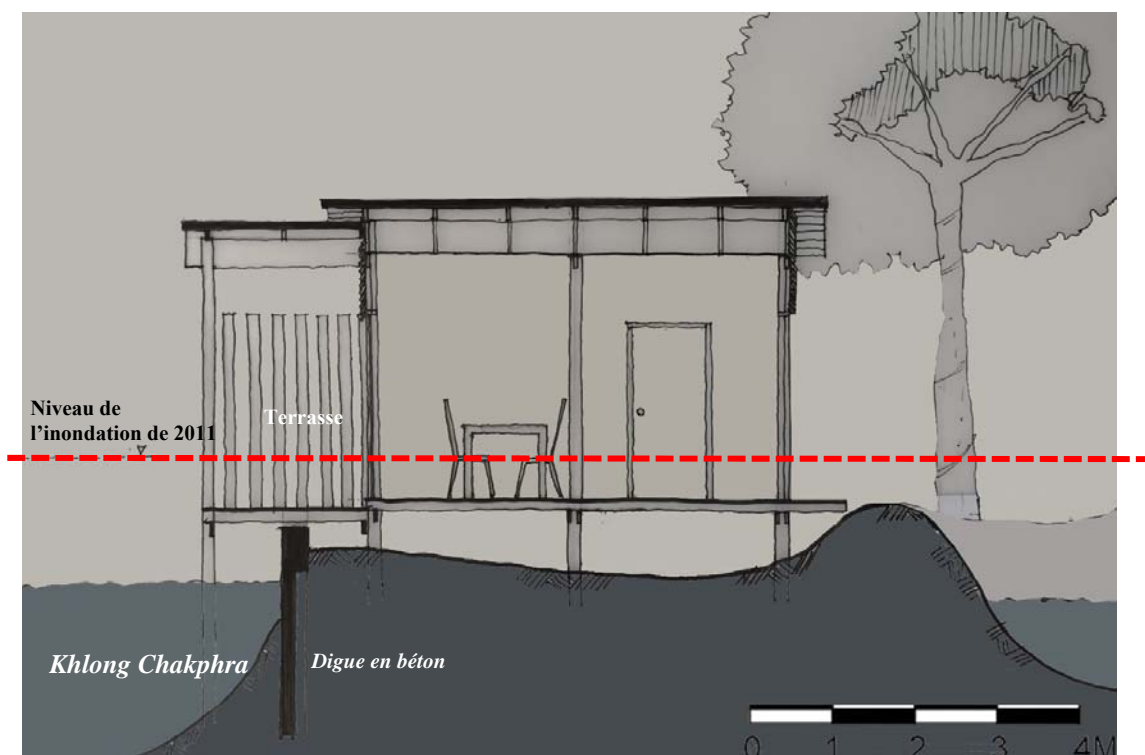 Niveau de
l’inondation de 2011
Terrasse
Khlong Chakphra
Digue en béton
0 1 2 3 4M